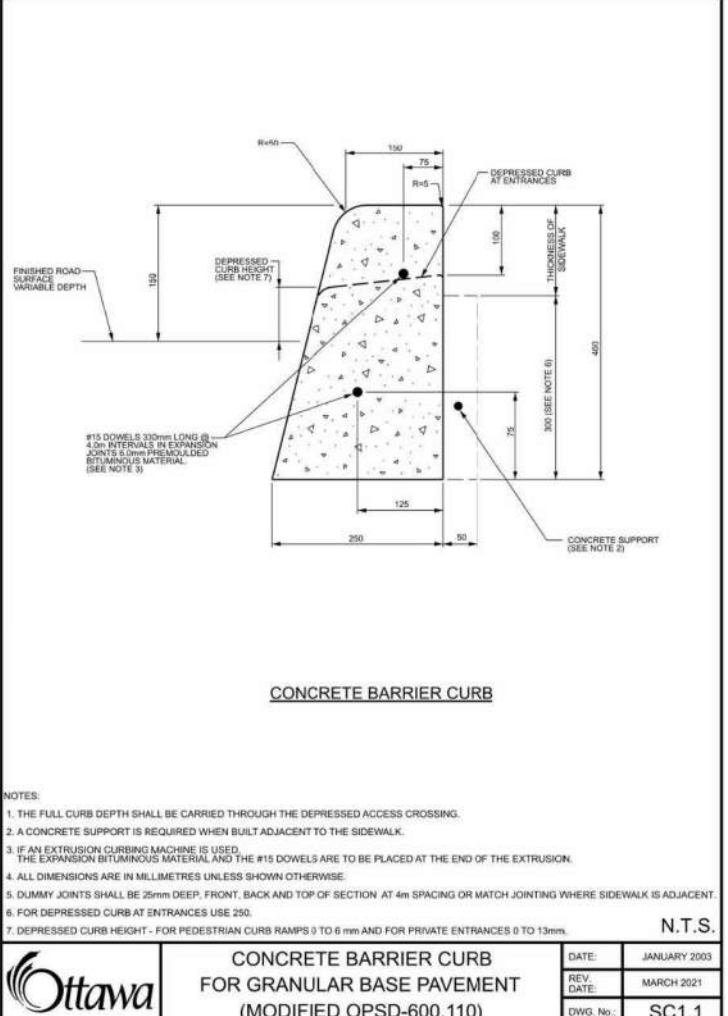 R=50
150
75
R=5
DEPRESSED CURB
AT ENTRANCES
FINISHED ROAD
SURFACE
VARIABLE DEPTH
150
DEPRESSED
CURB HEIGHT
(SEE NOTE 7)
100
THICKNESS OF
SIDEWALK
400
300 (SEE NOTE 6)
75
#15 DOWELS 300mm LONG @
4.0m INTERVALS IN EXPANSION
JOINTS 6.0mm PREMOULDED
BITUMINOUS MATERIAL
(SEE NOTE 3)
125
250
50
CONCRETE SUPPORT
(SEE NOTE 2)
CONCRETE BARRIER CURB
NOTES:
1. THE FULL CURB DEPTH SHALL BE CARRIED THROUGH THE DEPRESSED ACCESS CROSSING.
2. A CONCRETE SUPPORT IS REQUIRED WHEN BUILT ADJACENT TO THE SIDEWALK.
3. IF AN EXTRUSION CURBING MACHINE IS USED,
THE EXPANSION BITUMINOUS MATERIAL AND THE #15 DOWELS ARE TO BE PLACED AT THE END OF THE EXTRUSION.
4. ALL DIMENSIONS ARE IN MILLIMETRES UNLESS SHOWN OTHERWISE.
5. DUMMY JOINTS SHALL BE 25mm DEEP, FRONT, BACK AND TOP OF SECTION AT 4m SPACING OR MATCH JOINTING WHERE SIDEWALK IS ADJACENT.
6. FOR DEPRESSED CURB AT ENTRANCES USE 250.
7. DEPRESSED CURB HEIGHT - FOR PEDESTRIAN CURB RAMPS 0 TO 6 mm AND FOR PRIVATE ENTRANCES 0 TO 13mm.
N.T.S.
Ottawa
CONCRETE BARRIER CURB
FOR GRANULAR BASE PAVEMENT
(MODIFIED OPSD-600.110)
DATE: JANUARY 2003
REV. DATE: MARCH 2021
DWG. No.: SC1.1